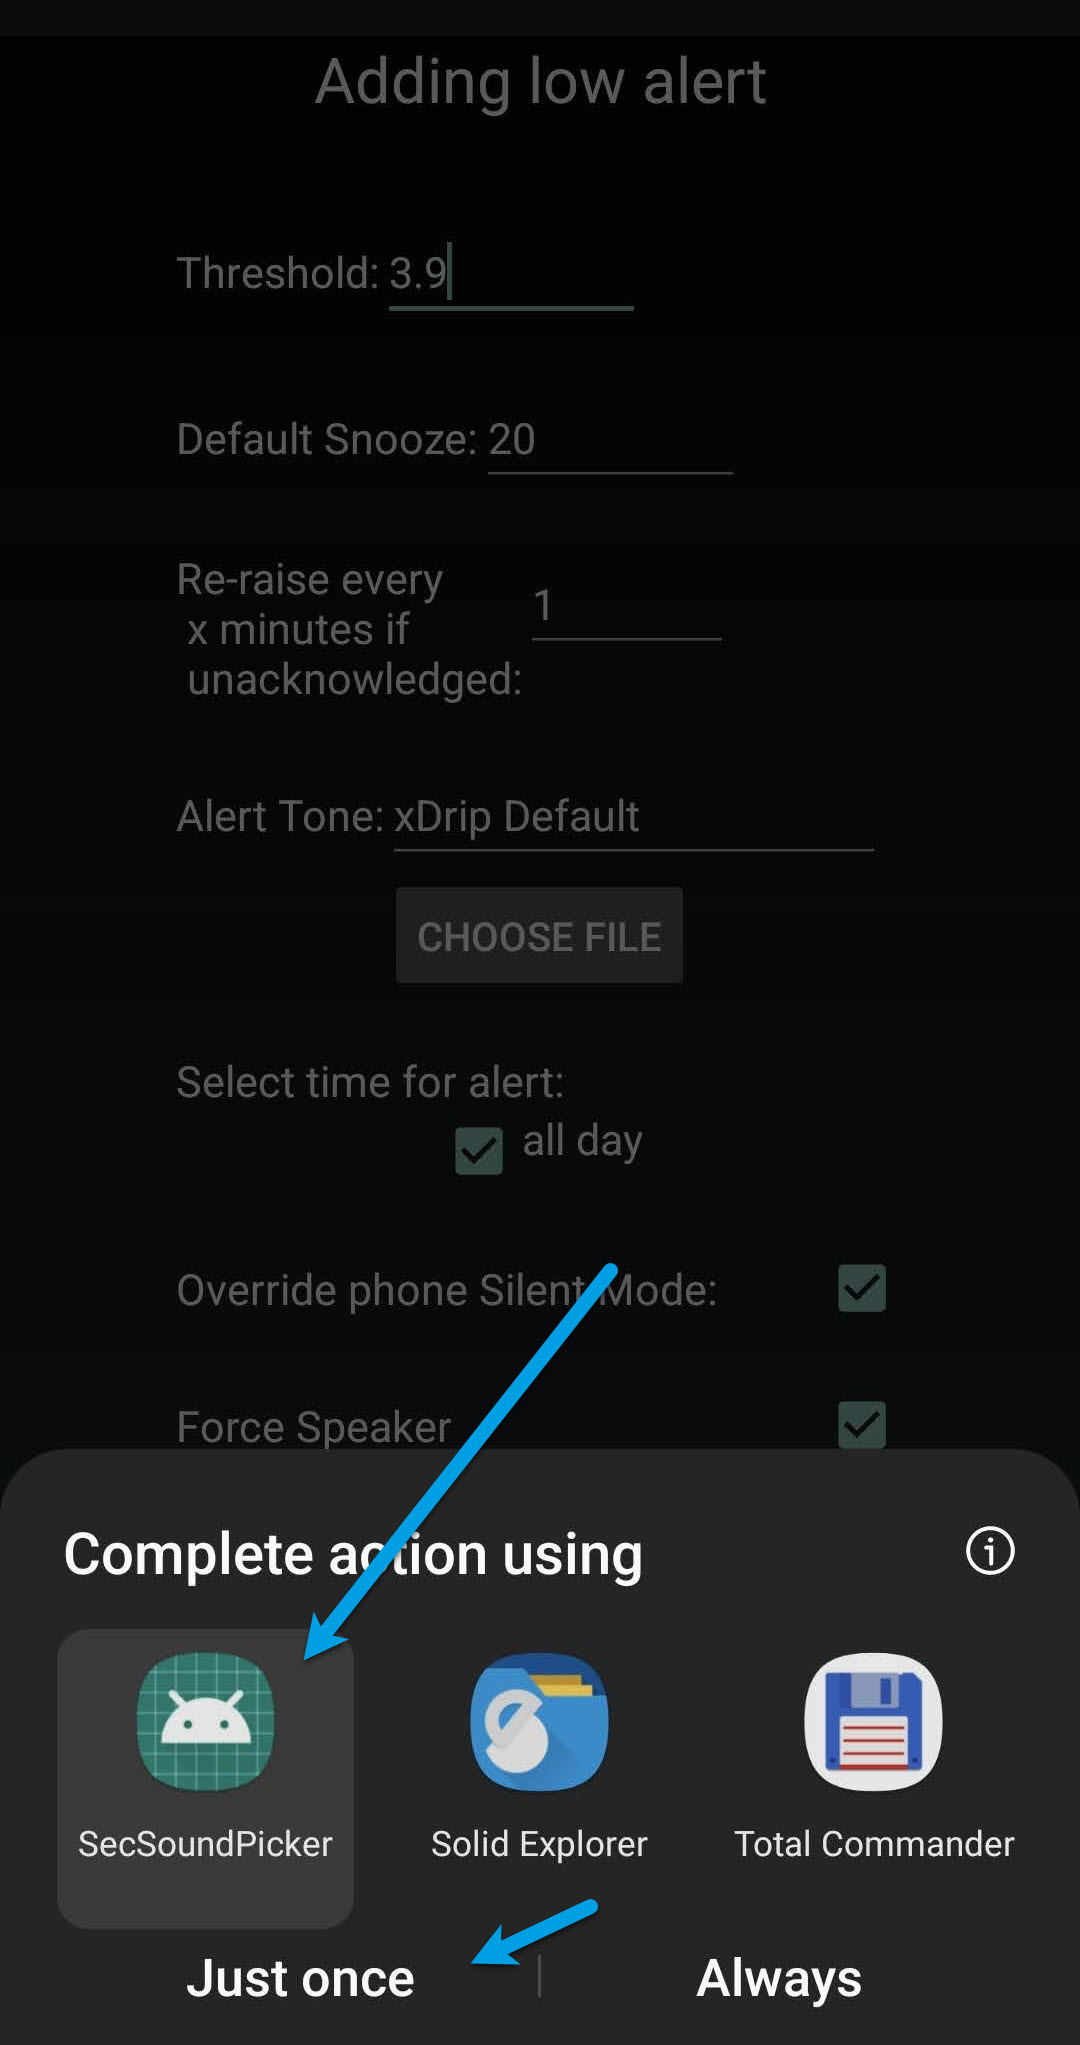 Adding low alert
Threshold: 3.9
Default Snooze: 20
Re-raise every
x minutes if
unacknowledged:
1
Alert Tone: xDrip Default
CHOOSE FILE
Select time for alert:
all day
Override phone Silent Mode:
Force Speaker
Complete action using
SecSoundPicker
Solid Explorer
Total Commander
Just once
Always